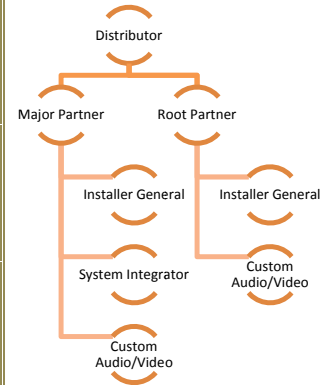 Distributor
Major Partner
Root Partner
Installer General
Installer General
System Integrator
Custom
Audio/Video
Custom
Audio/Video